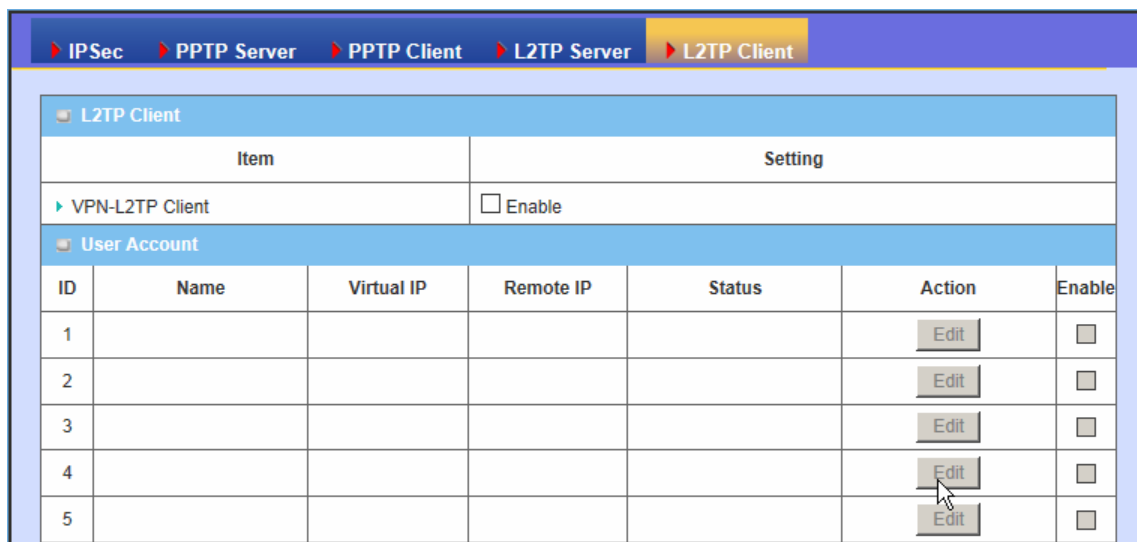 IPSec PPTP Server PPTP Client L2TP Server L2TP Client
L2TP Client
Item Setting
VPN-L2TP Client Enable
User Account
ID Name Virtual IP Remote IP Status Action Enable
1 Edit
2 Edit
3 Edit
4 Edit
5 Edit